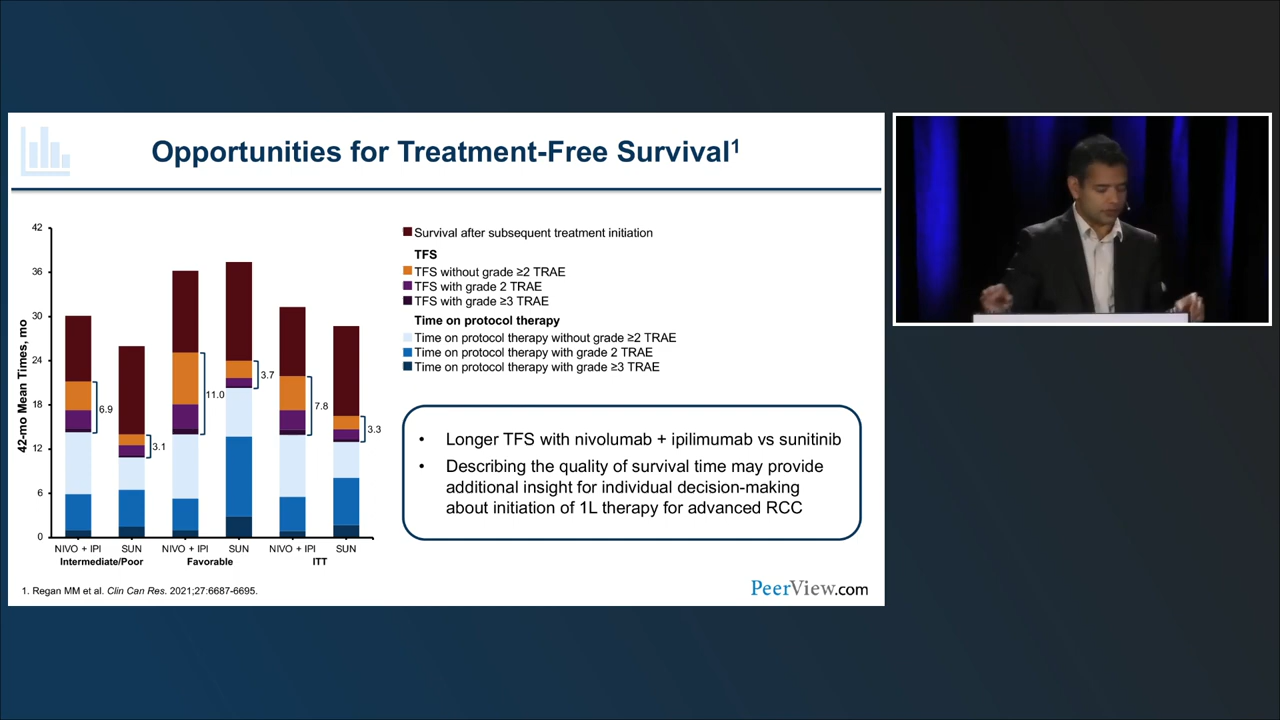 Opportunities for Treatment-Free Survival1
42-mo Mean Times, mo
42
36
30
24
18
12
6
0
6.9
3.1
11.0
3.7
7.8
3.3
NIVO + IPI SUN NIVO + IPI SUN NIVO + IPI SUN
Intermediate/Poor Favorable ITT
Survival after subsequent treatment initiation
TFS
TFS without grade ≥2 TRAE
TFS with grade 2 TRAE
TFS with grade ≥3 TRAE
Time on protocol therapy
Time on protocol therapy without grade ≥2 TRAE
Time on protocol therapy with grade 2 TRAE
Time on protocol therapy with grade ≥3 TRAE
• Longer TFS with nivolumab + ipilimumab vs sunitinib
• Describing the quality of survival time may provide
additional insight for individual decision-making
about initiation of 1L therapy for advanced RCC
1. Regan MM et al. Clin Can Res. 2021;27:6687-6695.
PeerView.com